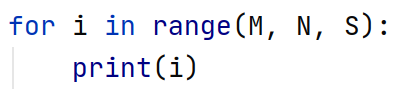 for i in range(M, N, S):
    print(i)